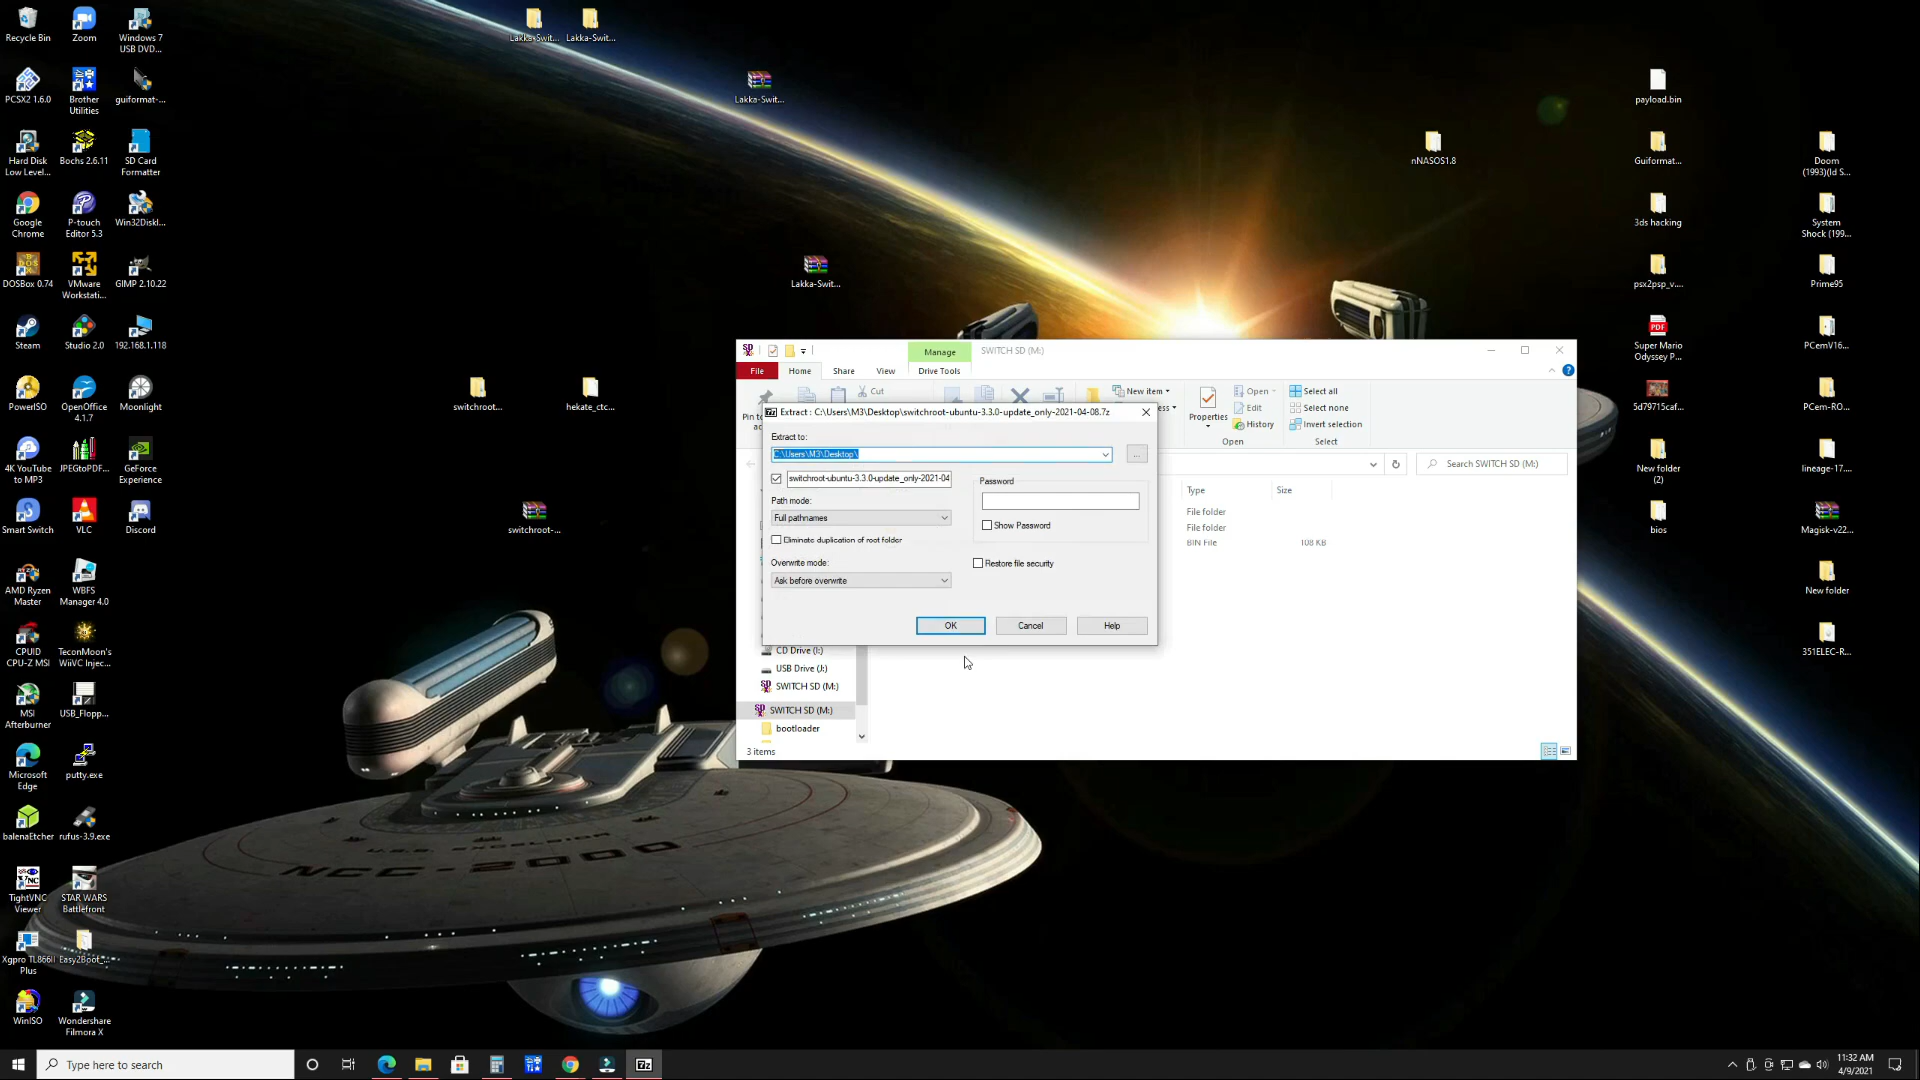 Recycle Bin
Zoom
Windows 7
USB DVD...
Lakka-Swit...
Lakka-Swit...
PCSX2 1.6.0
Brother
Utilities
guiformat-...
Lakka-Swit...
payload.bin
Hard Disk
Low Level...
Bochs 2.6.11
SD Card
Formatter
nNASOS1.8
Guiformat...
Doom
(1993)(Id S...
Google
Chrome
P-touch
Editor 5.3
Win32DiskI...
3ds hacking
System
Shock (199...
DOSBox 0.74
VMware
Workstati...
GIMP 2.10.22
Lakka-Swit...
psx2psp_v....
Prime95
Steam
Studio 2.0
192.168.1.118
Super Mario
Odyssey P...
PCemV16...
PowerISO
OpenOffice
4.1.7
Moonlight
switchroot...
hekate_ctc...
5d79715caf...
PCem-RO...
4K YouTube
to MP3
JPEGtoPDF...
GeForce
Experience
New folder
(2)
lineage-17....
Smart Switch
VLC
Discord
switchroot-...
bios
Magisk-v22...
AMD Ryzen
Master
WBFS
Manager 4.0
New folder
CPUID
CPU-Z MSI
TeconMoon's
WiiVC Injec...
351ELEC-R...
MSI
Afterburner
USB_Flopp...
Microsoft
Edge
putty.exe
balenaEtcher
rufus-3.9.exe
TightVNC
Viewer
STAR WARS
Battlefront
Xgpro TL866II
Plus
Easy2Boot_...
WinISO
Wondershare
Filmora X
U.S.S. EXCELSIOR
NCC-2000
Manage
SWITCH SD (M:)
File
Home
Share
View
Drive Tools
Pin to
Cut
New item
Properties
Open
Edit
History
Open
Select all
Select none
Invert selection
Select
Search SWITCH SD (M:)
Type
Size
File folder
File folder
BIN File
108 KB
Extract : C:\Users\M3\Desktop\switchroot-ubuntu-3.3.0-update_only-2021-04-08.7z
Extract to:
C:\Users\M3\Desktop\
...
switchroot-ubuntu-3.3.0-update_only-2021-04
Password
Path mode:
Full pathnames
Show Password
Eliminate duplication of root folder
Overwrite mode:
Restore file security
Ask before overwrite
OK
Cancel
Help
CD Drive (I:)
USB Drive (J:)
SWITCH SD (M:)
SWITCH SD (M:)
bootloader
3 items
Type here to search
11:32 AM
4/9/2021